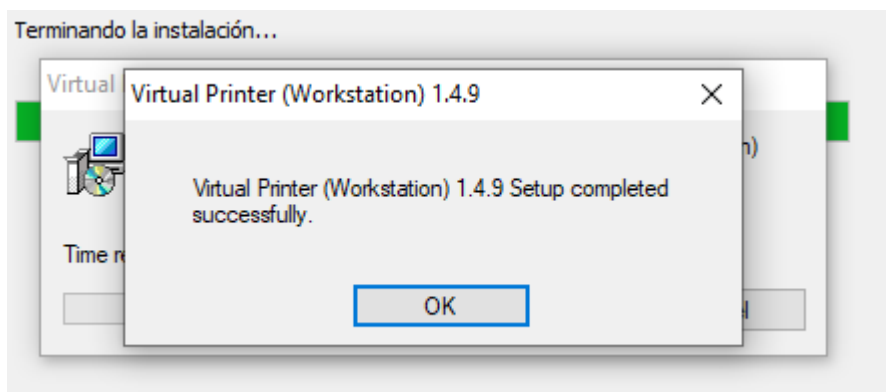 Terminando la instalación...
Virtual
Virtual Printer (Workstation) 1.4.9
Virtual Printer (Workstation) 1.4.9 Setup completed
successfully.
Time
OK